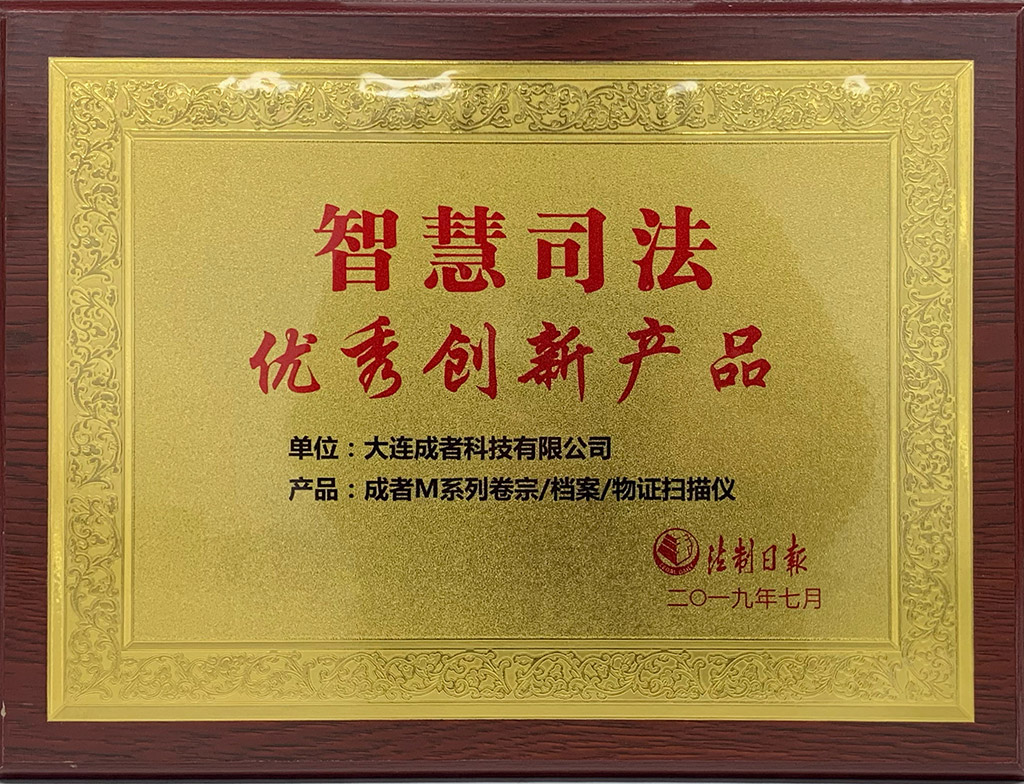 智慧司法
优秀创新产品
单位：大连成者科技有限公司
产品：成者M系列卷宗/档案/物证扫描仪
法制日报
二〇一九年七月